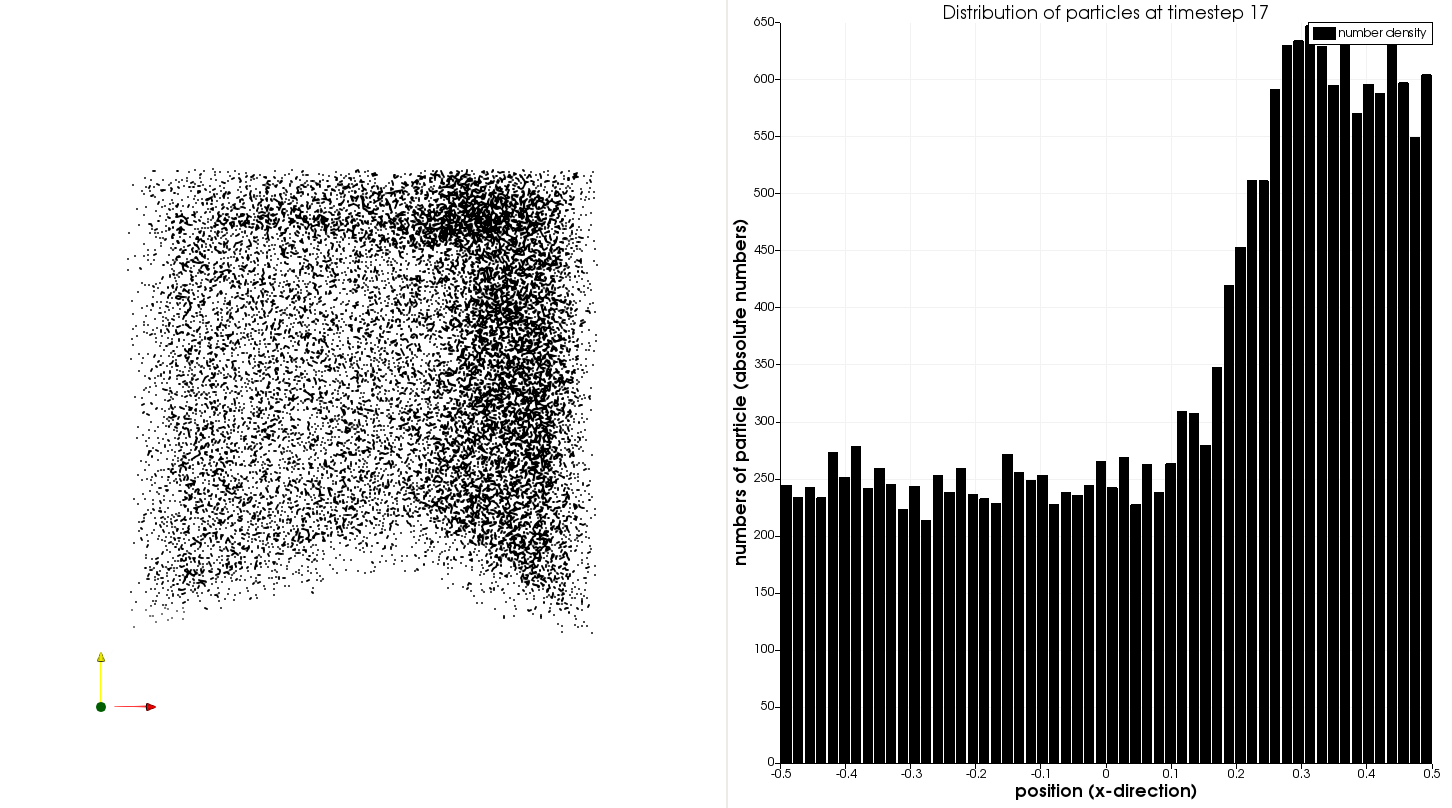 Distribution of particles at timestep 17
number density
650
600
550
500
450
400
350
300
250
200
150
100
50
0
numbers of particle (absolute numbers)
-0.5 -0.4 -0.3 -0.2 -0.1 0 0.1 0.2 0.3 0.4 0.5
position (x-direction)